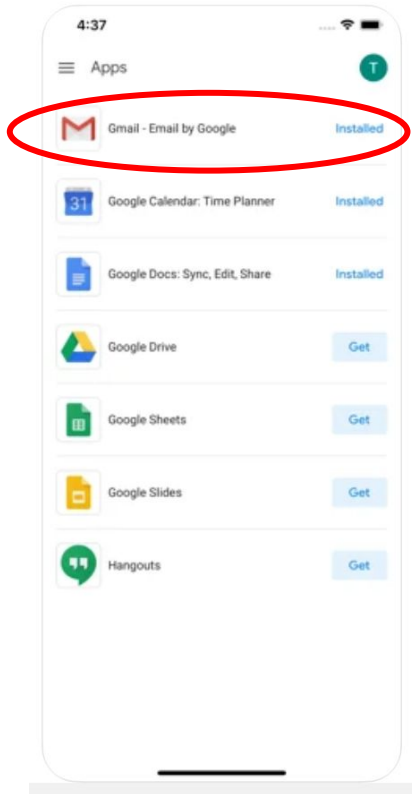 4:37
Apps
T
Gmail - Email by Google
Installed
31
Google Calendar: Time Planner
Installed
Google Docs: Sync, Edit, Share
Installed
Google Drive
Get
Google Sheets
Get
Google Slides
Get
Hangouts
Get